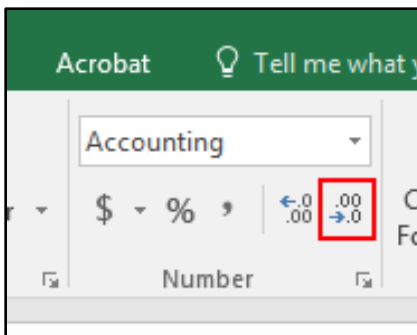 Acrobat Tell me what y
Accounting
$ % , .0 .00
.00 .0
Number